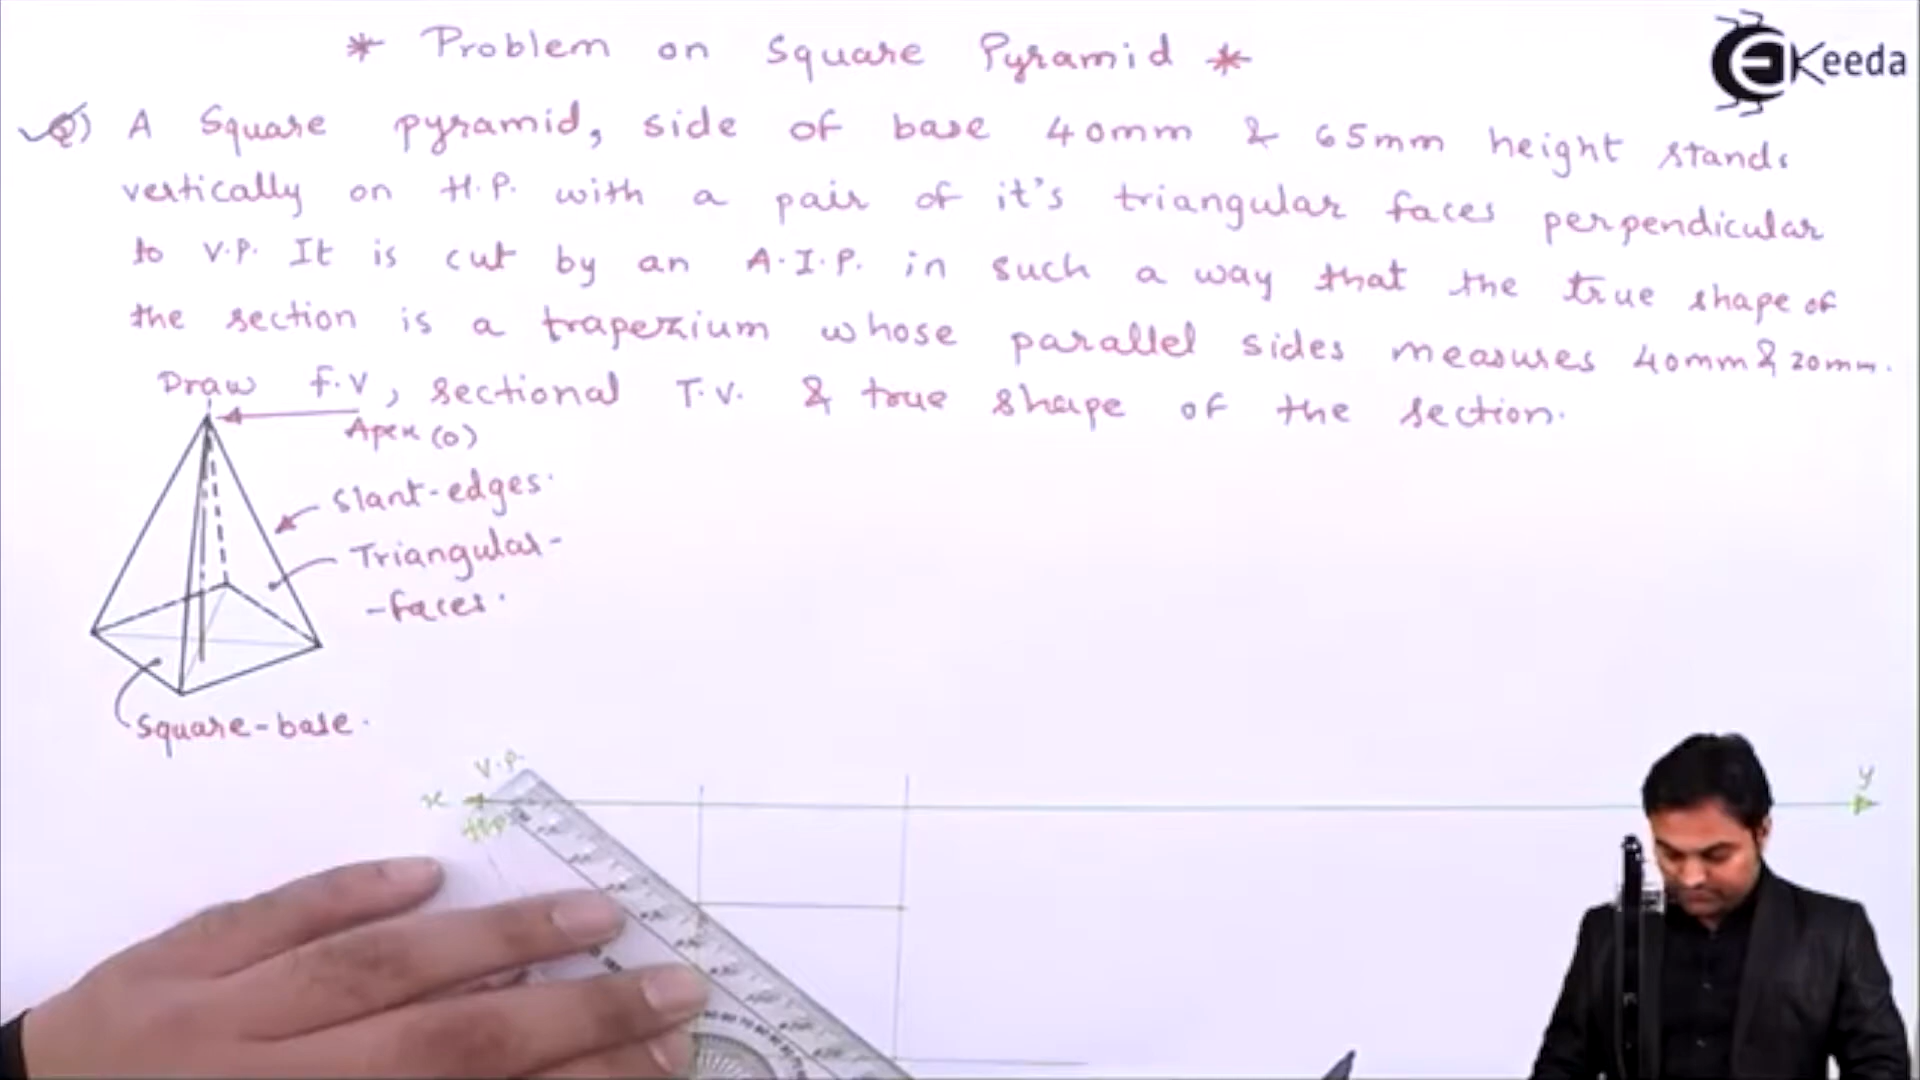 * Problem on Square Pyramid *
Keeda
Q) A Square pyramid, side of base 40mm & 65mm height stands
vertically on H.P. with a pair of it's triangular faces perpendicular
to V.P. It is cut by an A.I.P. in such a way that the true shape of
the section is a trapezium whose parallel sides measures 40mm & 20mm.
Draw F.V, sectional T.V. & true shape of the section.
Apex (O)
Slant-edges.
Triangular-
-faces.
Square-base.
V.P.
x
y